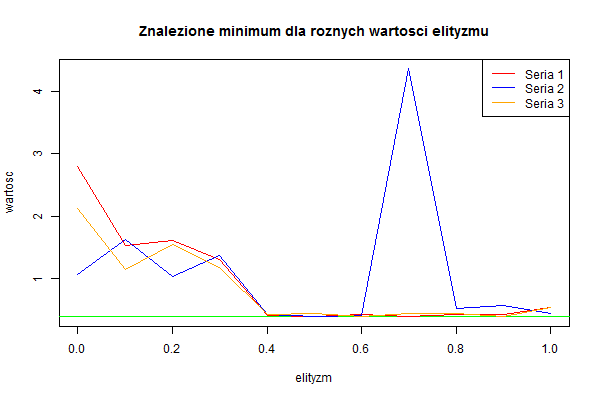 Znalezione minimum dla roznych wartosci elityzmu
Seria 1
Seria 2
Seria 3
4
3
2
1
wartosc
0.0 0.2 0.4 0.6 0.8 1.0
elityzm